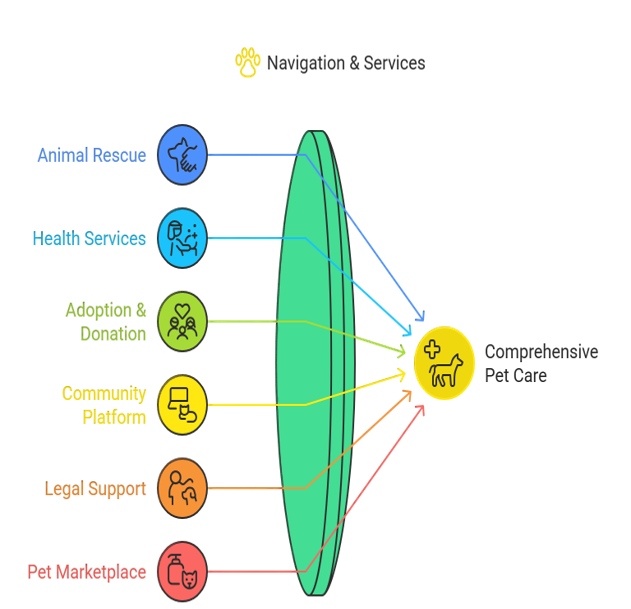 Navigation & Services
Animal Rescue
Health Services
Adoption &
Donation
Comprehensive
Pet Care
Community
Platform
Legal Support
Pet Marketplace